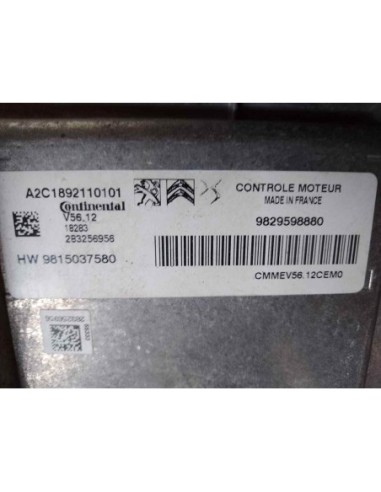 A2C1892110101
Continental
V56.12
18283
283256956
HW 9815037580
CONTROLE MOTEUR
MADE IN FRANCE
9829598880
CMMEV56.12CEM0